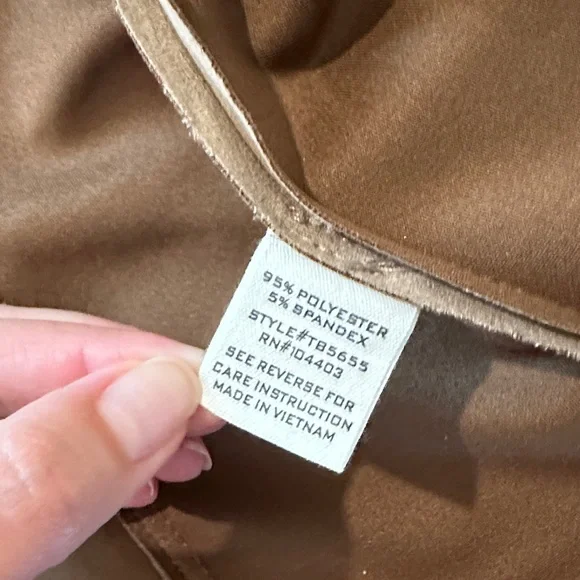 95% POLYESTER
5% SPANDEX
STYLE#TB5655
RN#104403
SEE REVERSE FOR
CARE INSTRUCTION
MADE IN VIETNAM